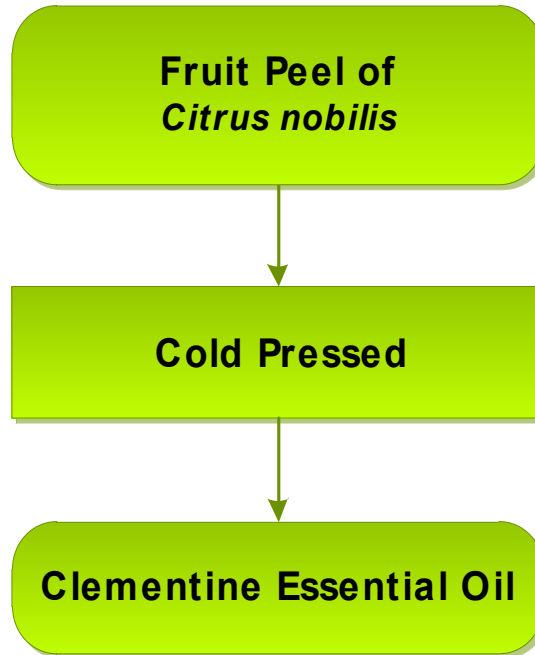 Fruit Peel of
Citrus nobilis
Cold Pressed
Clementine Essential Oil